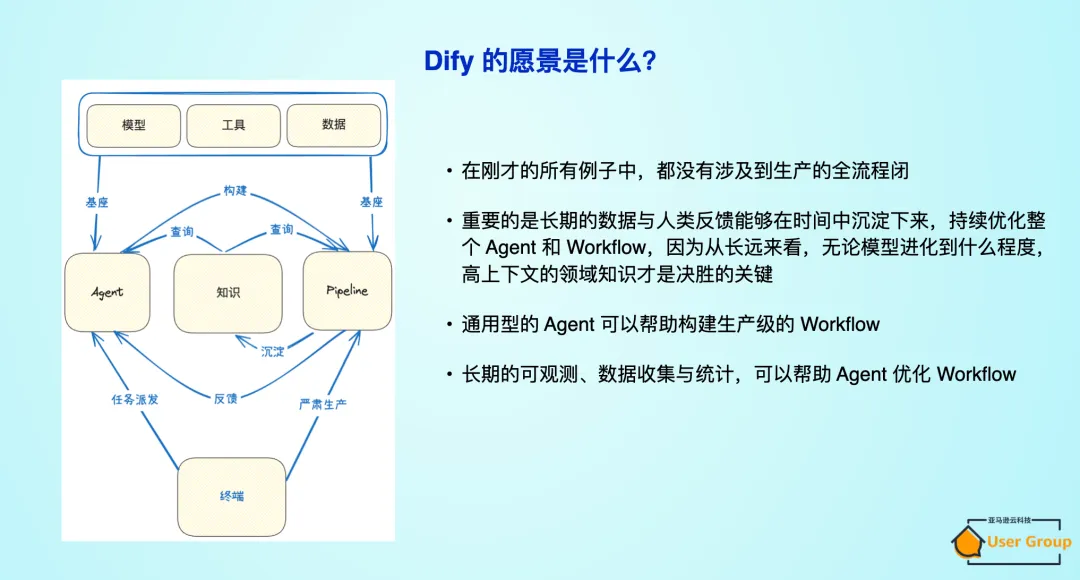 Dify 的愿景是什么?
模型
工具
数据
基座
构建
基座
查询
查询
Agent
知识
Pipeline
沉淀
任务派发
反馈
严肃生产
终端
• 在刚才的所有例子中，都没有涉及到生产的全流程闭
• 重要的是长期的数据与人类反馈能够在时间中沉淀下来，持续优化整
个 Agent 和 Workflow，因为从长远来看，无论模型进化到什么程度，
高上下文的领域知识才是决胜的关键
• 通用型的 Agent 可以帮助构建生产级的 Workflow
• 长期的可观测、数据收集与统计，可以帮助 Agent 优化 Workflow
亚马逊云科技
User Group